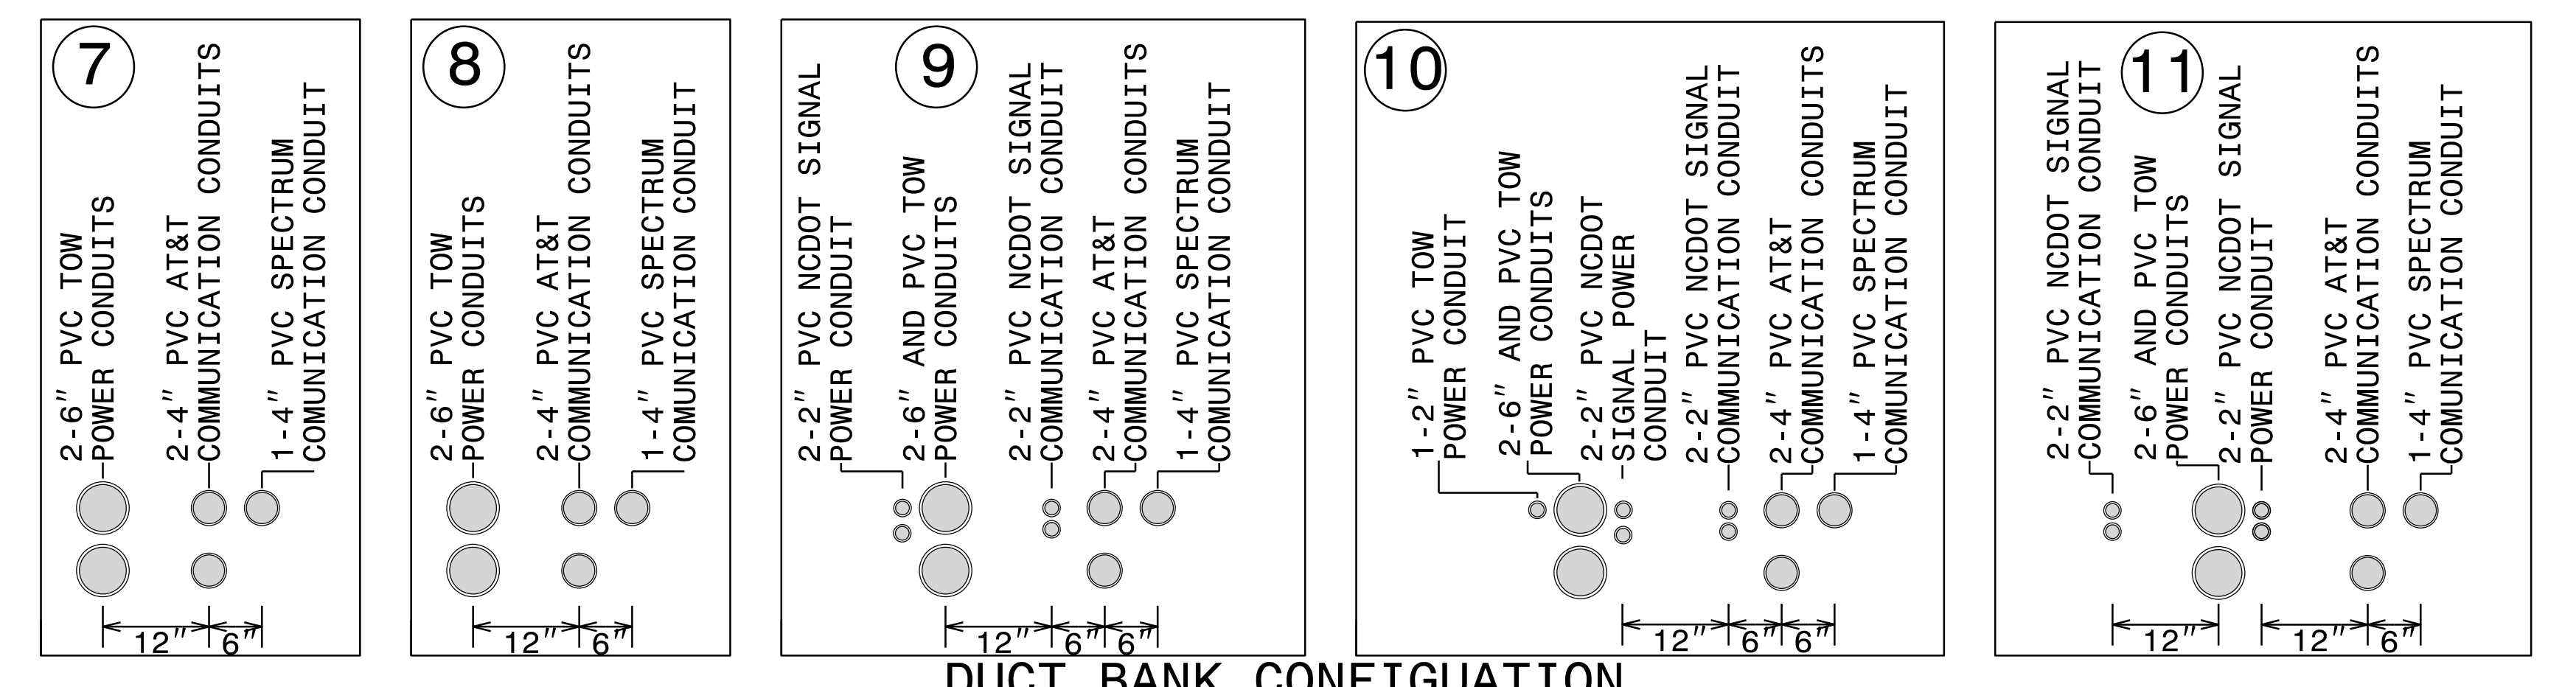 7
2-6" PVC TOW
POWER CONDUITS
2-4" PVC AT&T
COMMUNICATION CONDUITS
1-4" PVC SPECTRUM
COMUNICATION CONDUIT
12"
6"
8
2-6" PVC TOW
POWER CONDUITS
2-4" PVC AT&T
COMMUNICATION CONDUITS
1-4" PVC SPECTRUM
COMUNICATION CONDUIT
12"
6"
9
2-2" PVC NCDOT SIGNAL
POWER CONDUIT
2-6" AND PVC TOW
POWER CONDUITS
2-2" PVC NCDOT SIGNAL
COMMUNICATION CONDUIT
2-4" PVC AT&T
COMMUNICATION CONDUITS
1-4" PVC SPECTRUM
COMUNICATION CONDUIT
12"
6"
6"
10
1-2" PVC TOW
POWER CONDUIT
2-6" AND PVC TOW
POWER CONDUITS
2-2" PVC NCDOT
SIGNAL POWER
CONDUIT
2-2" PVC NCDOT SIGNAL
COMMUNICATION CONDUIT
2-4" PVC AT&T
COMMUNICATION CONDUITS
1-4" PVC SPECTRUM
COMUNICATION CONDUIT
12"
6"
6"
11
2-2" PVC NCDOT SIGNAL
COMMUNICATION CONDUIT
2-6" AND PVC TOW
POWER CONDUITS
2-2" PVC NCDOT SIGNAL
POWER CONDUIT
2-4" PVC AT&T
COMMUNICATION CONDUITS
1-4" PVC SPECTRUM
COMUNICATION CONDUIT
12"
12"
6"
DUCT BANK CONFIGUATION